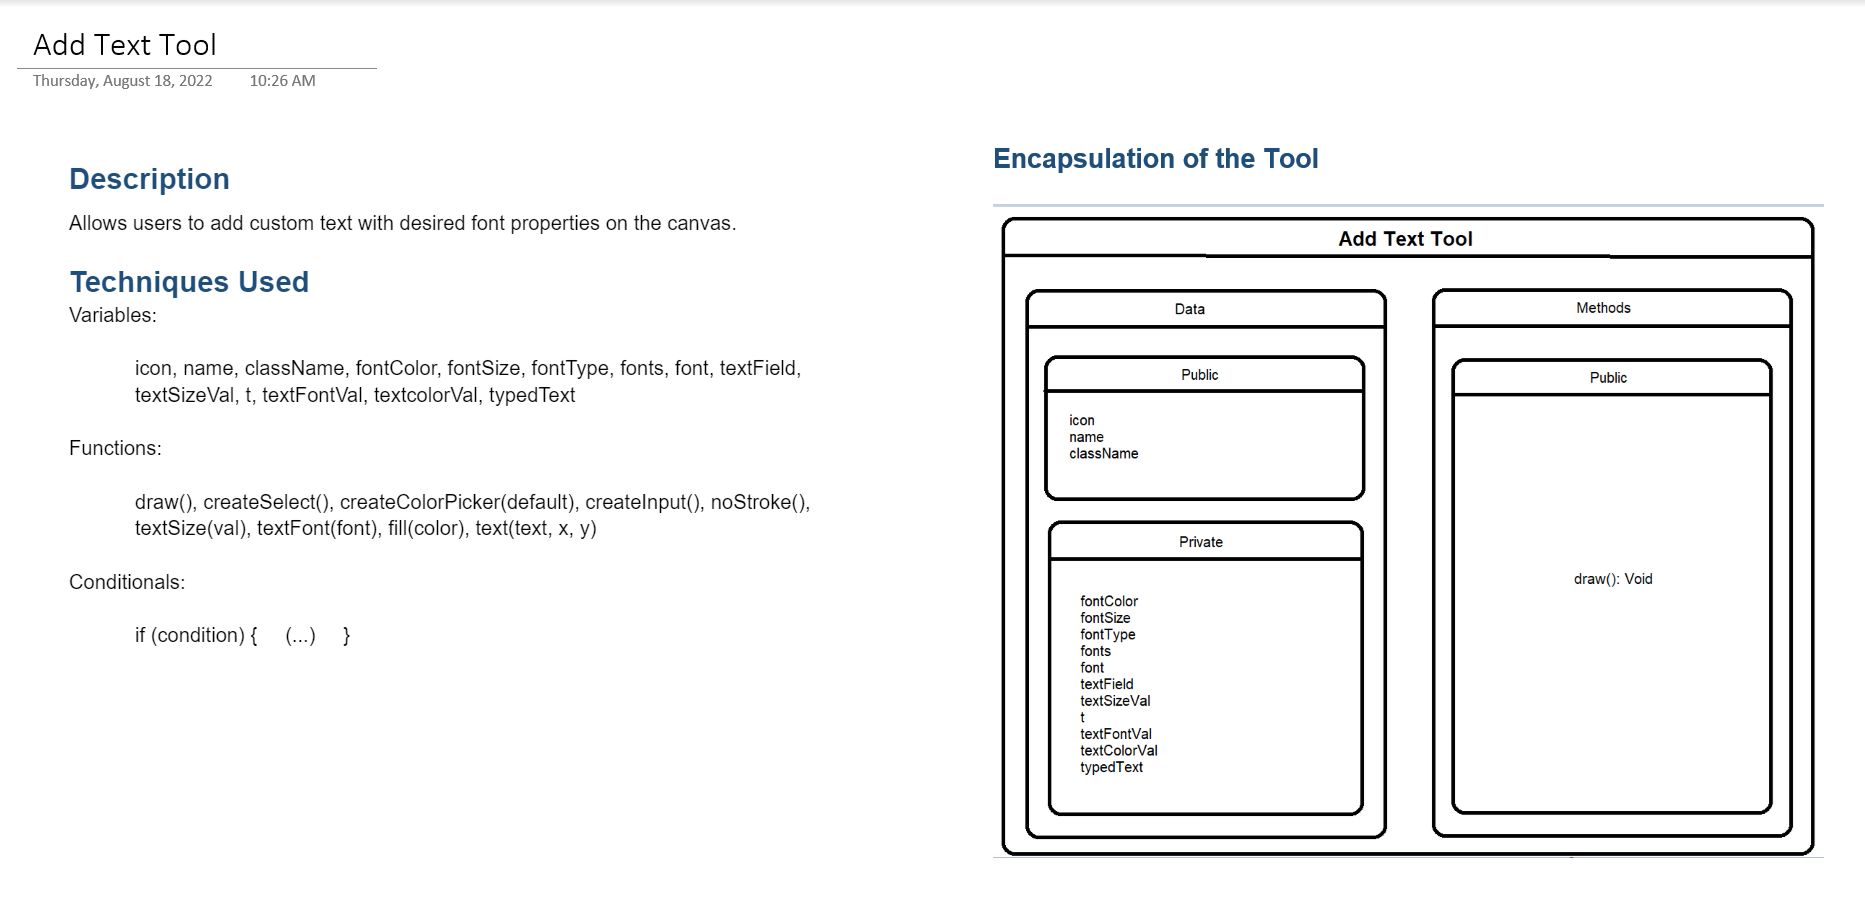 Add Text Tool
Thursday, August 18, 2022 10:26 AM
Description
Allows users to add custom text with desired font properties on the canvas.
Techniques Used
Variables:
icon, name, className, fontColor, fontSize, fontType, fonts, font, textField,
textSizeVal, t, textFontVal, textcolorVal, typedText
Functions:
draw(), createSelect(), createColorPicker(default), createInput(), noStroke(),
textSize(val), textFont(font), fill(color), text(text, x, y)
Conditionals:
if (condition) { (...) }
Encapsulation of the Tool
Add Text Tool
Data
Public
icon
name
className
Private
fontColor
fontSize
fontType
fonts
font
textField
textSizeVal
t
textFontVal
textColorVal
typedText
Methods
Public
draw(): Void